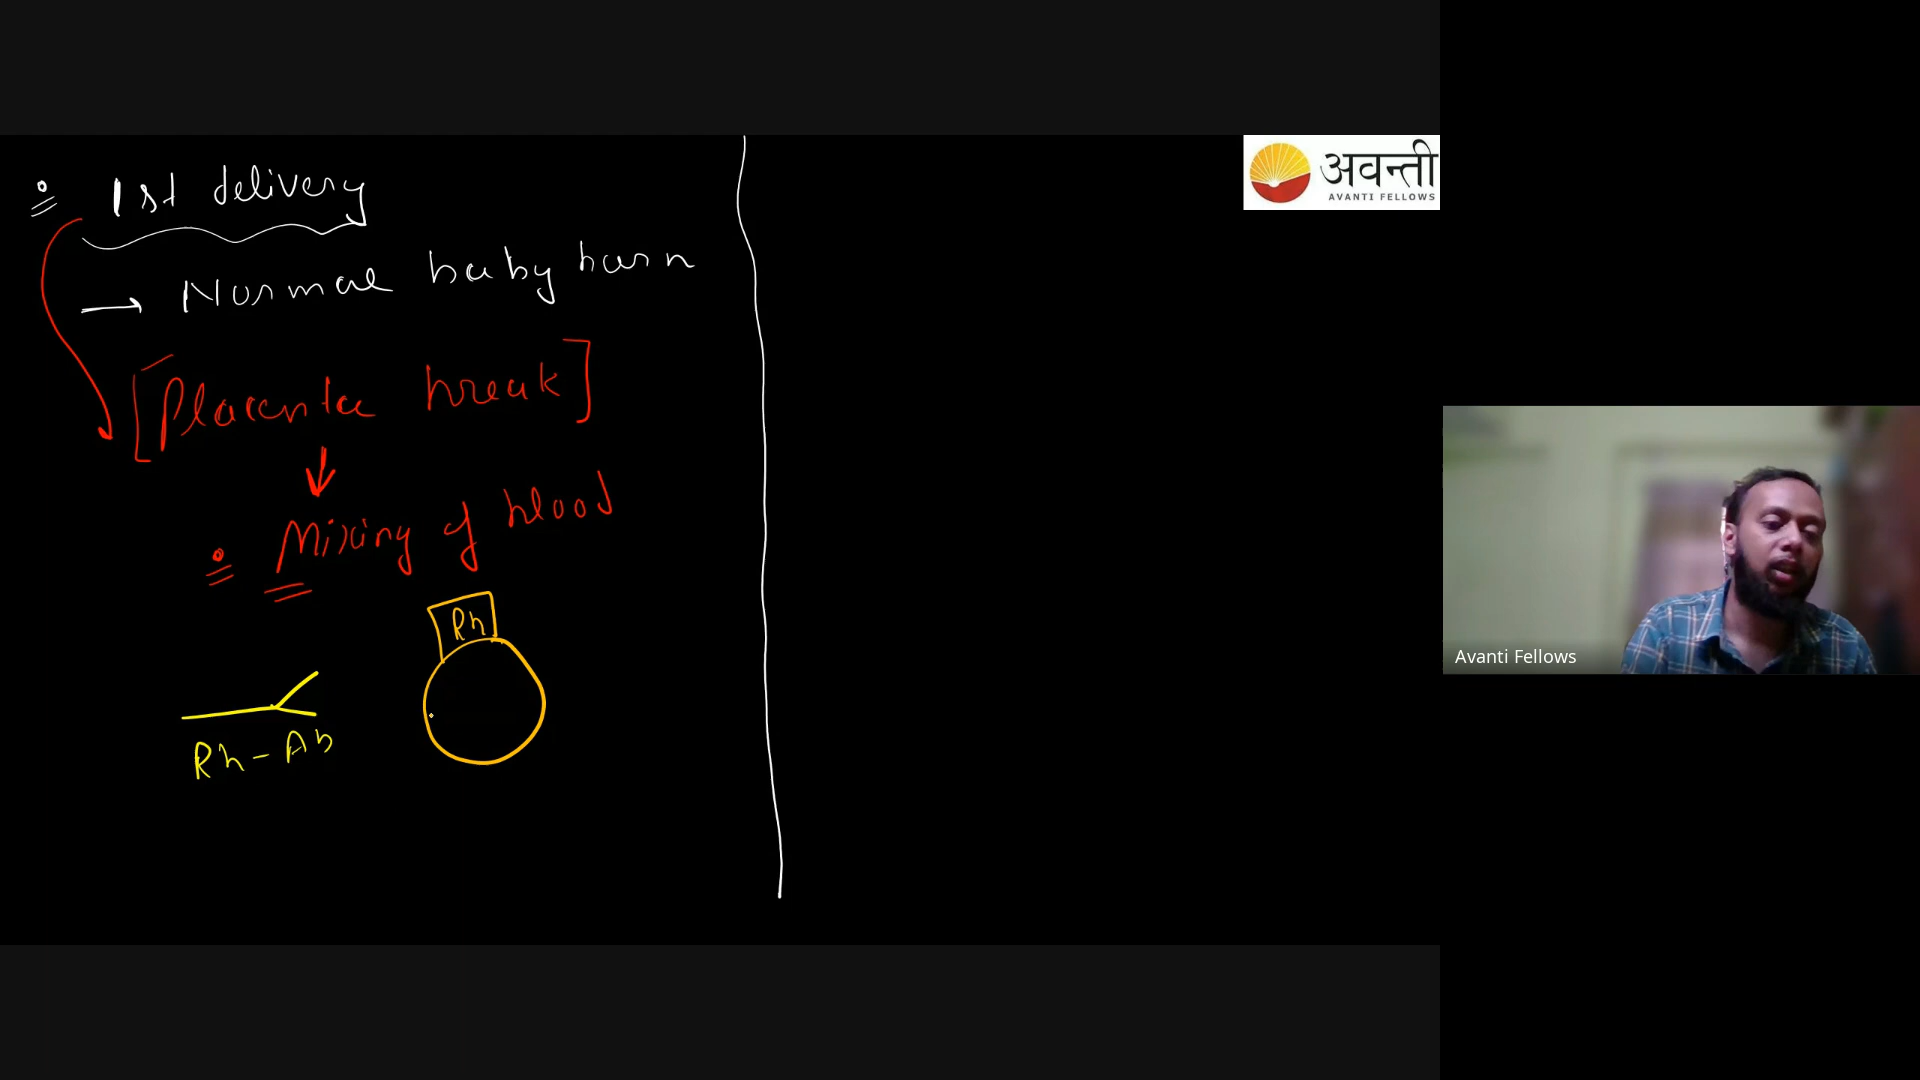 1st delivery
→ Normal baby born
[Placenta break]
↓
Mixing of blood
Rh
Rh - Ab
अवन्ती
AVANTI FELLOWS
Avanti Fellows